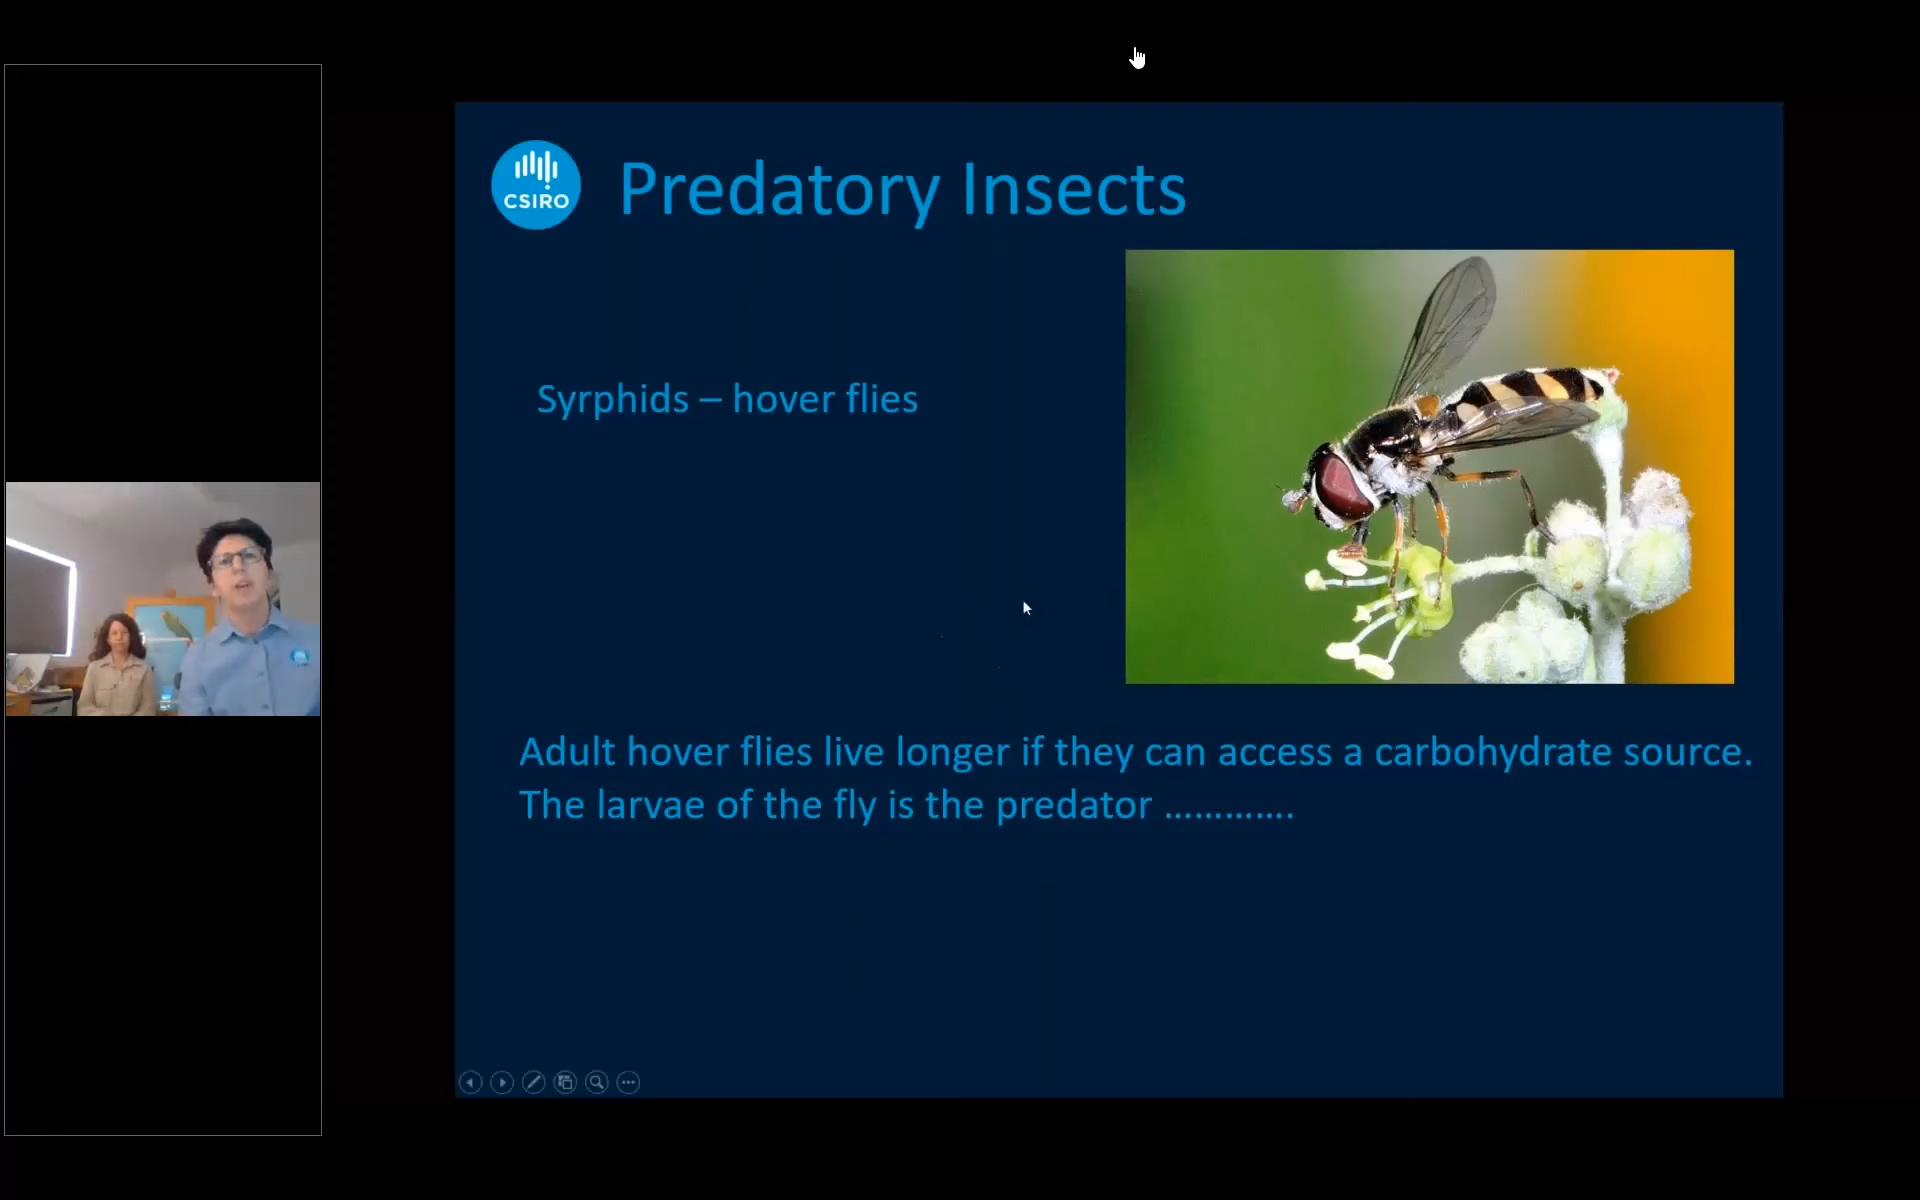 CSIRO
Predatory Insects
Syrphids – hover flies
Adult hover flies live longer if they can access a carbohydrate source.
The larvae of the fly is the predator .............